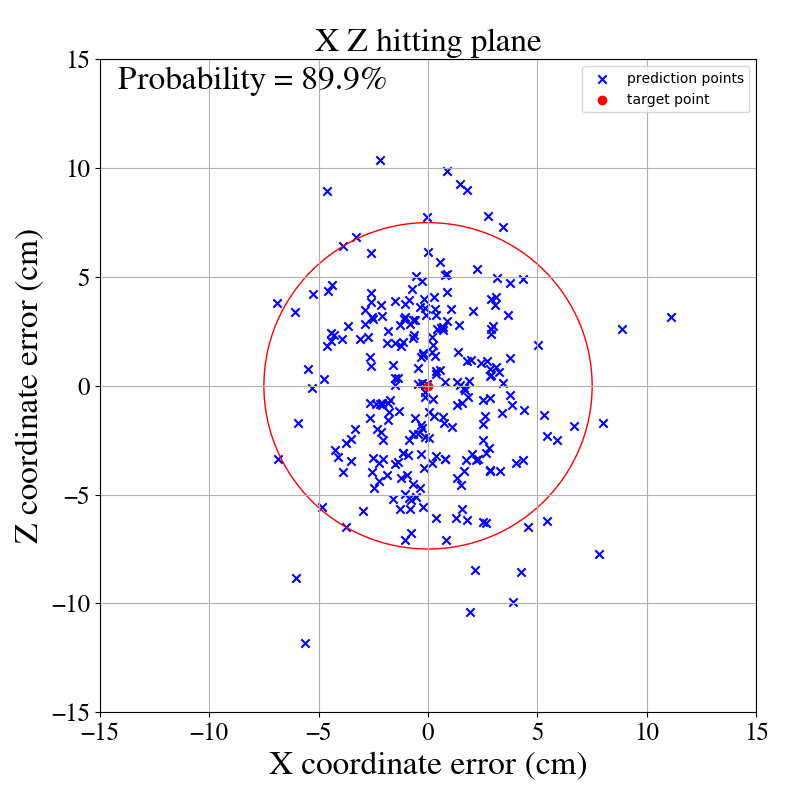 X Z hitting plane
Probability = 89.9%
prediction points
target point
Z coordinate error (cm)
15
10
5
0
−5
−10
−15
−15 −10 −5 0 5 10 15
X coordinate error (cm)